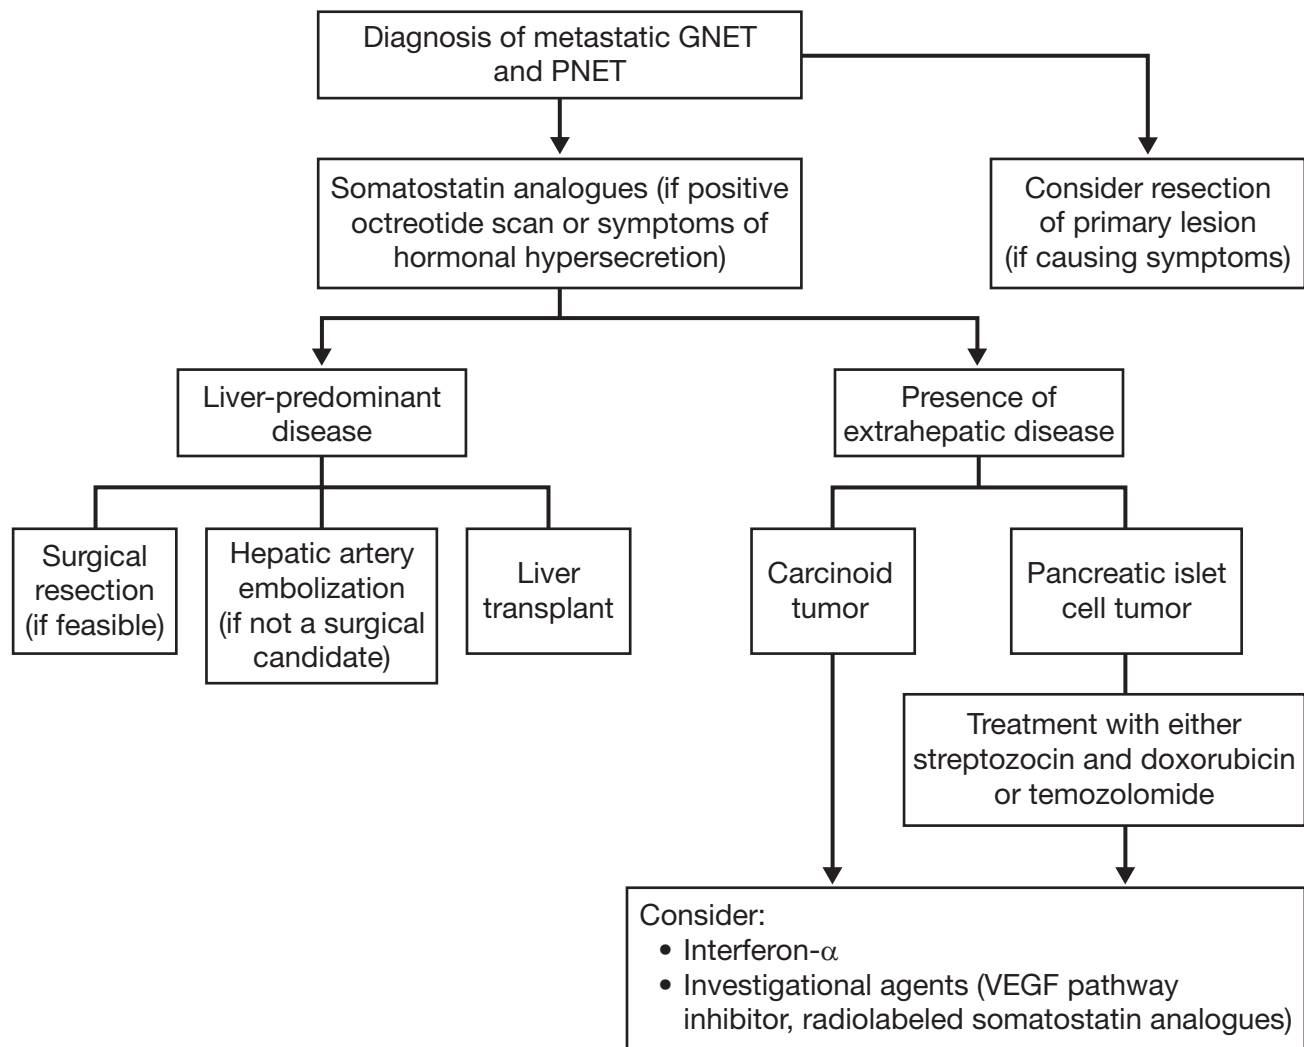 Diagnosis of metastatic GNET
and PNET
Somatostatin analogues (if positive
octreotide scan or symptoms of
hormonal hypersecretion)
Consider resection
of primary lesion
(if causing symptoms)
Liver-predominant
disease
Presence of
extrahepatic disease
Surgical
resection
(if feasible)
Hepatic artery
embolization
(if not a surgical
candidate)
Liver
transplant
Carcinoid
tumor
Pancreatic islet
cell tumor
Treatment with either
streptozocin and doxorubicin
or temozolomide
Consider:
• Interferon-α
• Investigational agents (VEGF pathway
inhibitor, radiolabeled somatostatin analogues)